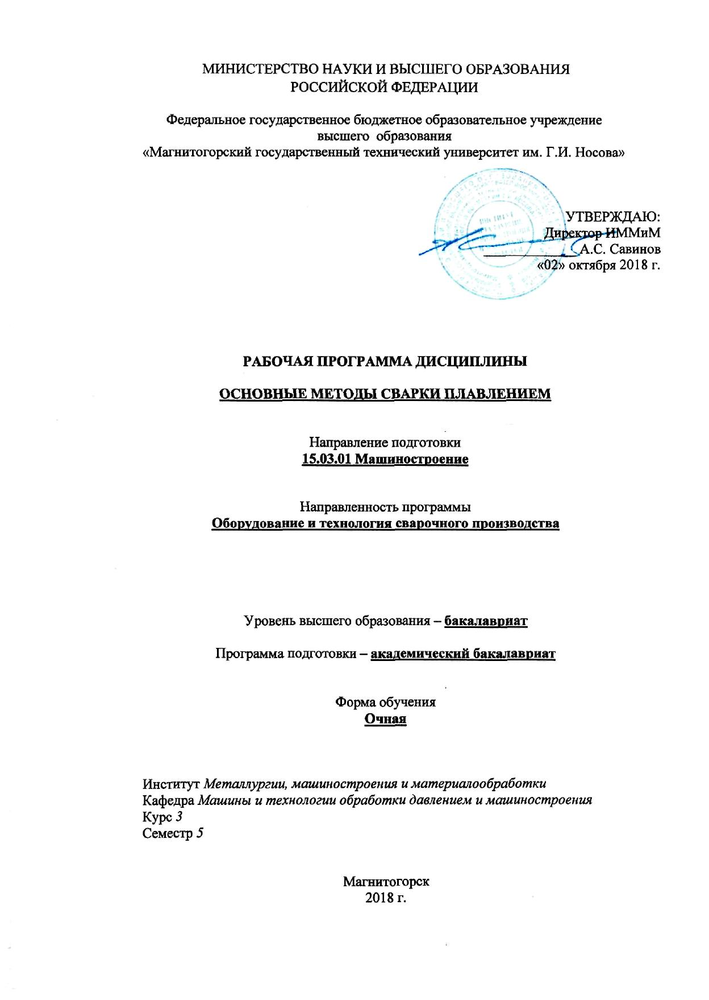 МИНИСТЕРСТВО НАУКИ И ВЫСШЕГО ОБРАЗОВАНИЯ
РОССИЙСКОЙ ФЕДЕРАЦИИ
Федеральное государственное бюджетное образовательное учреждение
высшего образования
«Магнитогорский государственный технический университет им. Г.И. Носова»
УТВЕРЖДАЮ:
Директор ИММиМ
А.С. Савинов
«02» октября 2018 г.
РАБОЧАЯ ПРОГРАММА ДИСЦИПЛИНЫ
ОСНОВНЫЕ МЕТОДЫ СВАРКИ ПЛАВЛЕНИЕМ
Направление подготовки
15.03.01 Машиностроение
Направленность программы
Оборудование и технология сварочного производства
Уровень высшего образования – бакалавриат
Программа подготовки – академический бакалавриат
Форма обучения
Очная
Институт Металлургии, машиностроения и материалообработки
Кафедра Машины и технологии обработки давлением и машиностроения
Курс 3
Семестр 5
Магнитогорск
2018 г.